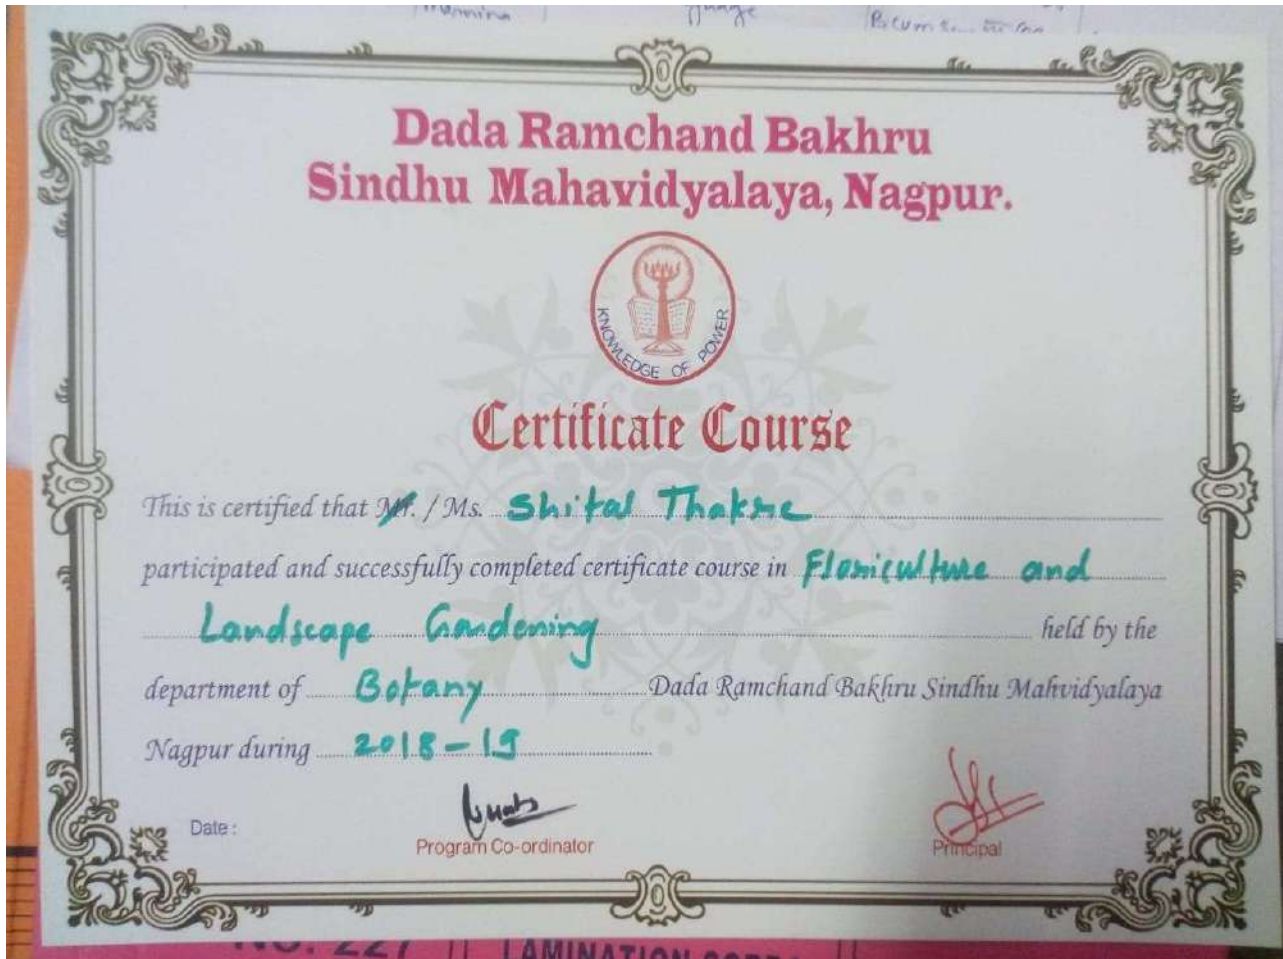 Dada Ramchand Bakhru
Sindhu Mahavidyalaya, Nagpur.
KNOWLEDGE OF POWER
Certificate Course
This is certified that Mr. / Ms. Shital Thakre
participated and successfully completed certificate course in Floriculture and
Landscape Gardening held by the
department of Botany Dada Ramchand Bakhru Sindhu Mahvidyalaya
Nagpur during 2018-19
Date :
Program Co-ordinator
Principal
NO. 227 LAMINATION